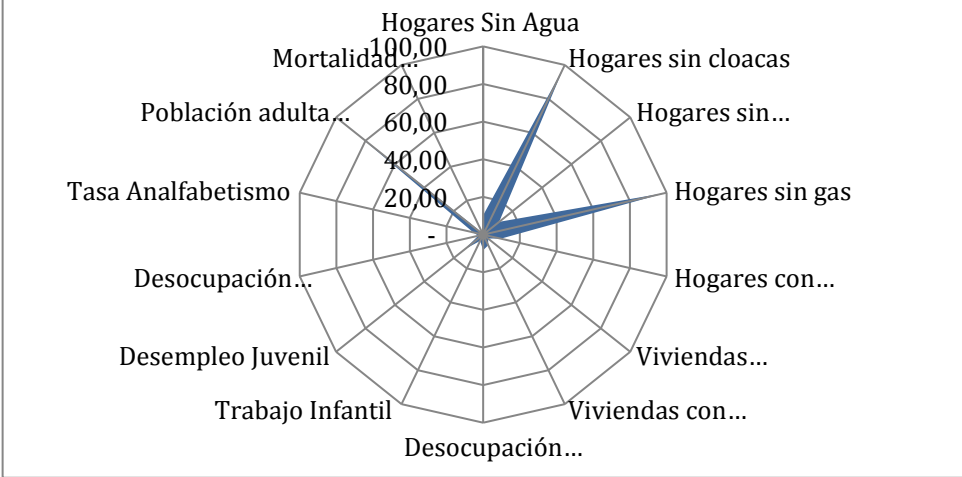 Hogares Sin Agua
Hogares sin cloacas
Hogares sin...
Hogares sin gas
Hogares con...
Viviendas...
Viviendas con...
Desocupación...
Trabajo Infantil
Desempleo Juvenil
Desocupación...
Tasa Analfabetismo
Población adulta...
Mortalidad...
100,00
80,00
60,00
40,00
20,00
-